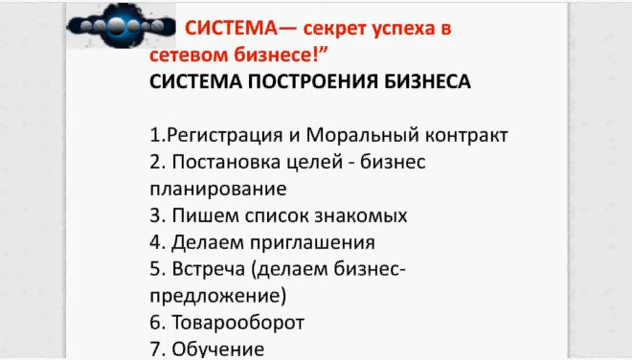 СИСТЕМА— секрет успеха в
сетевом бизнесе!”
СИСТЕМА ПОСТРОЕНИЯ БИЗНЕСА
1.Регистрация и Моральный контракт
2. Постановка целей - бизнес
планирование
3. Пишем список знакомых
4. Делаем приглашения
5. Встреча (делаем бизнес-
предложение)
6. Товарооборот
7. Обучение